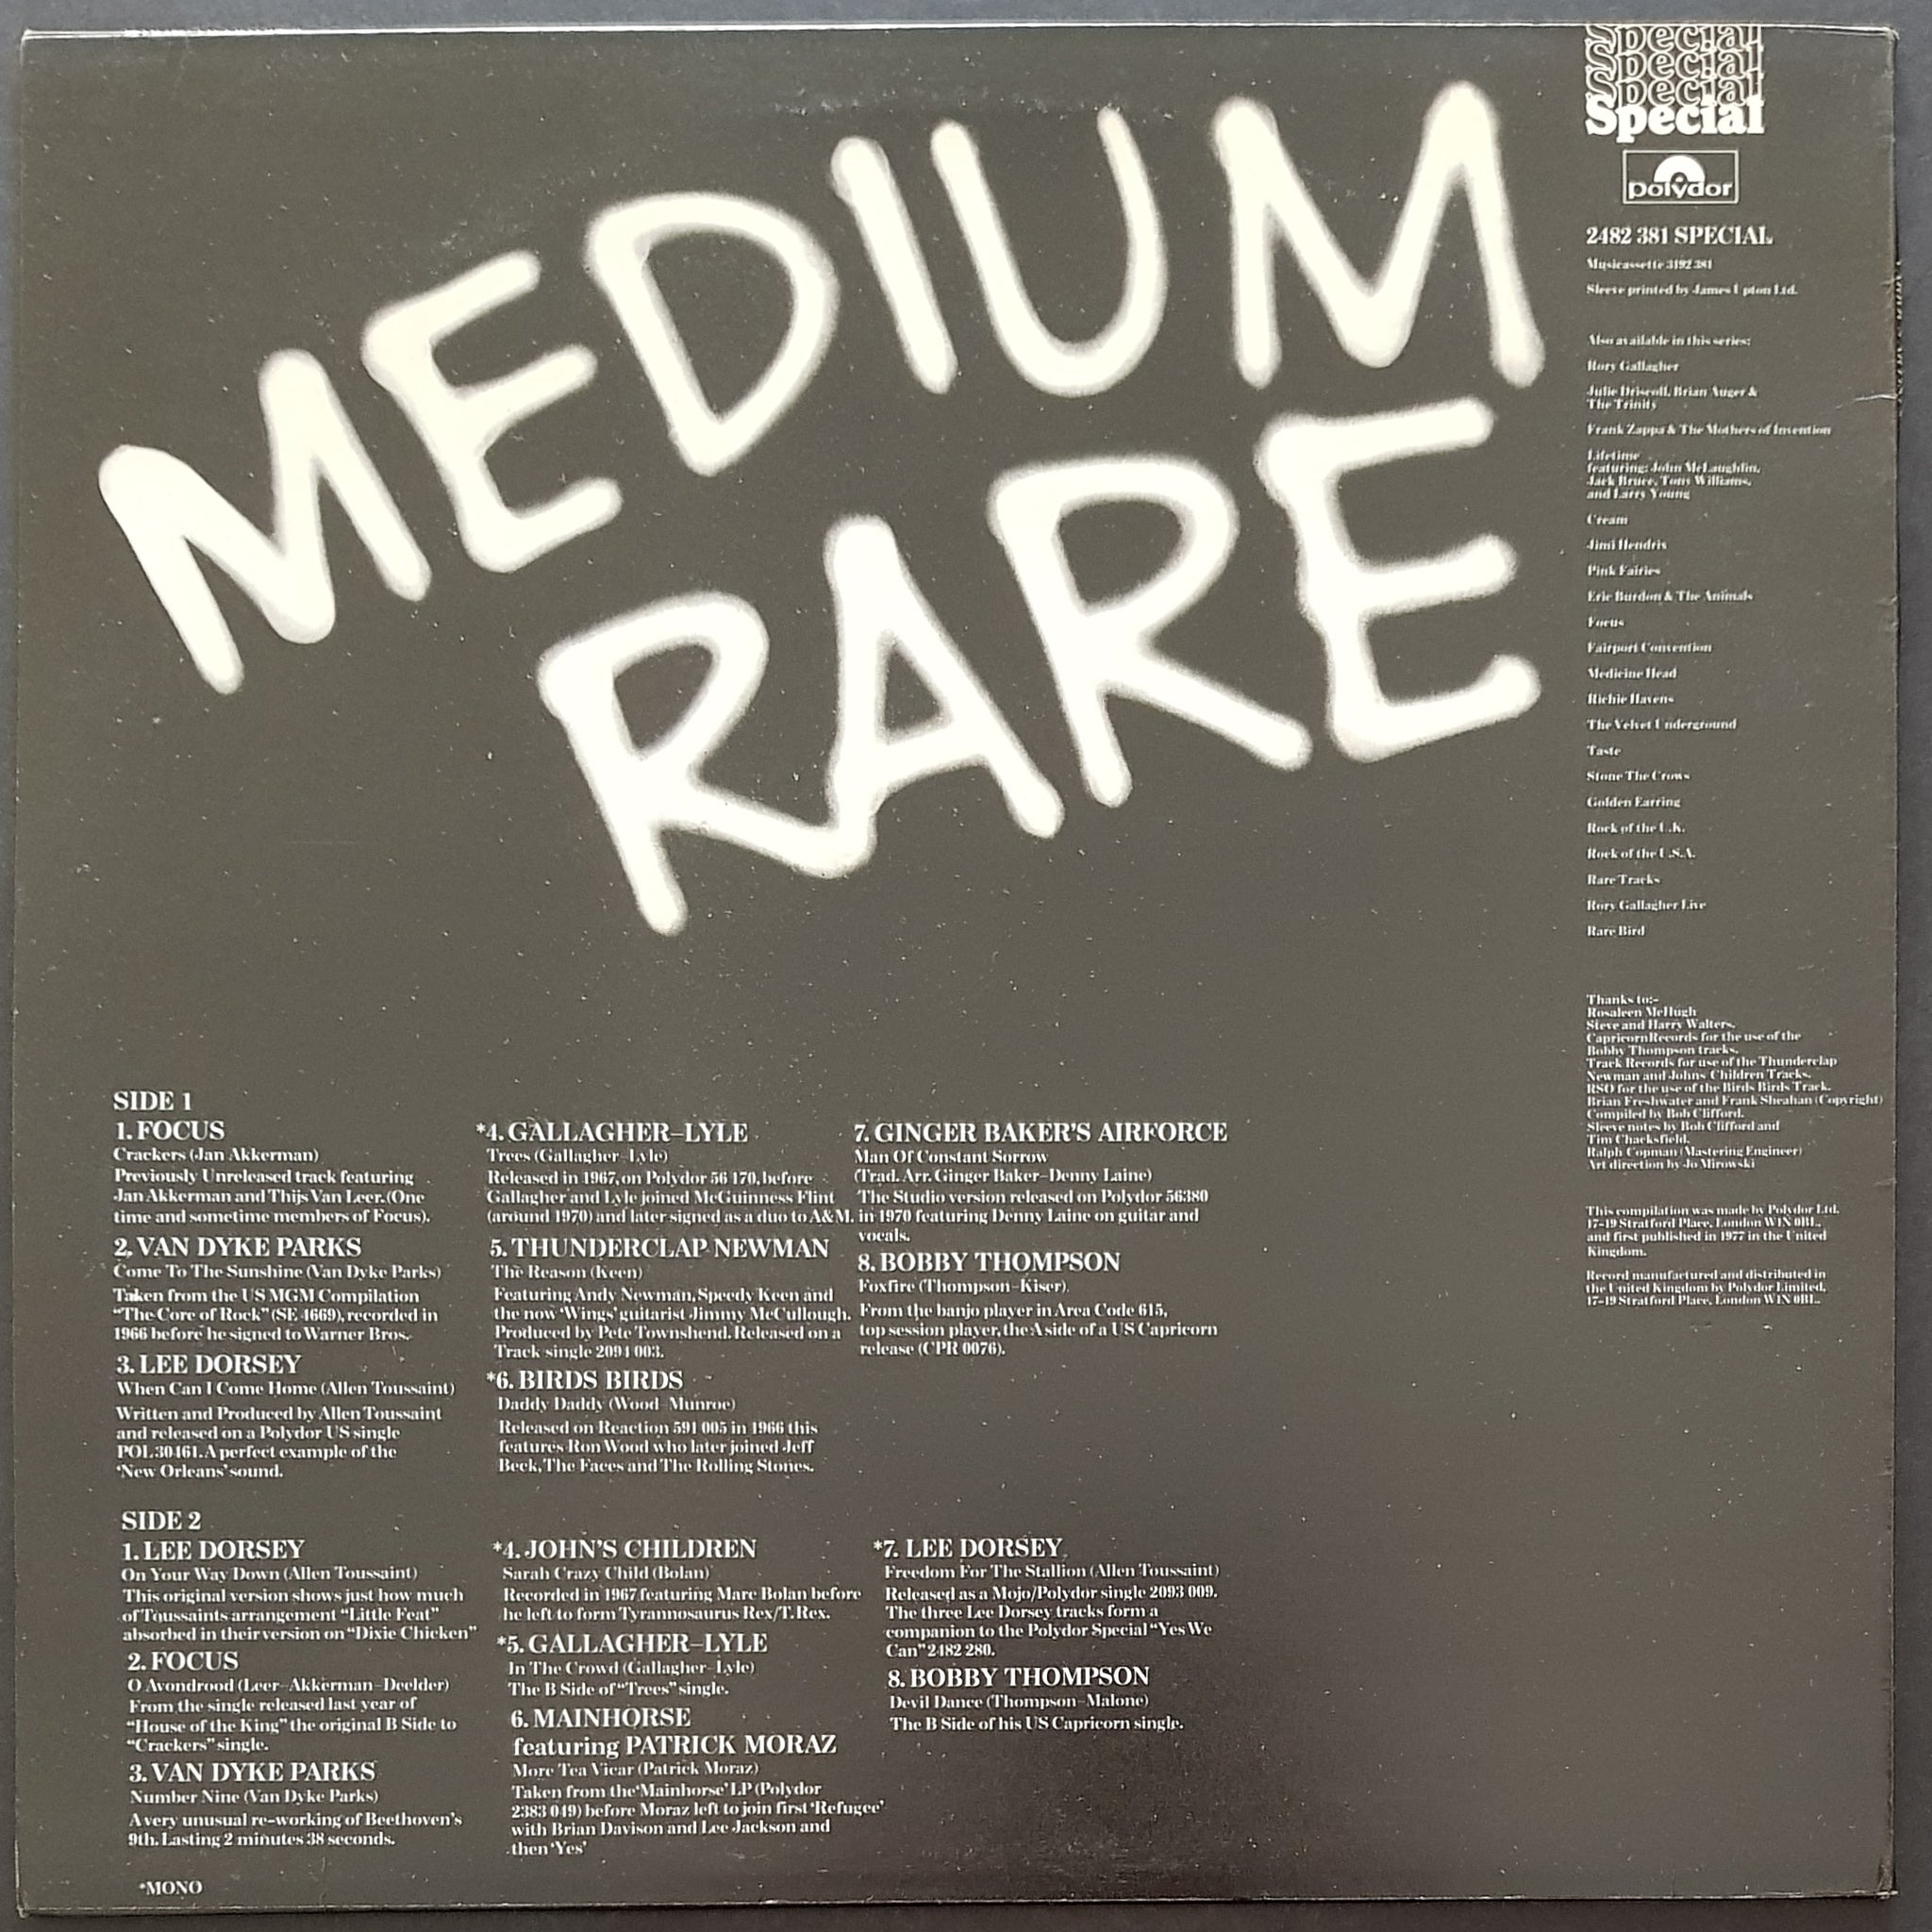 MEDIUM
RARE
Special
Special
Special
Special
polydor
2482 381 SPECIAL
Musicassette 3192 381
Sleeve printed by James Upton Ltd.
Also available in this series:
Rory Gallagher
Julie Driscoll, Brian Auger &
The Trinity
Frank Zappa & The Mothers of Invention
Lifetime
featuring: John McLaughlin,
Jack Bruce, Tony Williams,
and Larry Young
Cream
Jimi Hendrix
Pink Fairies
Eric Burdon & The Animals
Focus
Fairport Convention
Medicine Head
Richie Havens
The Velvet Underground
Taste
Stone The Crows
Golden Earring
Rock of the U.K.
Rock of the U.S.A.
Rare Tracks
Rory Gallagher Live
Rare Bird
Thanks to:-
Rosaleen McHugh
Steve and Harry Walters.
Capricorn Records for the use of the
Bobby Thompson tracks.
Track Records for use of the Thunderclap
Newman and Johns Children Tracks.
RSO for the use of the Birds Birds Track.
Brian Freshwater and Frank Sheahan (Copyright)
Compiled by Bob Clifford.
Sleeve notes by Bob Clifford and
Tim Chacksfield.
Ralph Copman (Mastering Engineer)
Art direction by Jo Mirowski
This compilation was made by Polydor Ltd.
17-19 Stratford Place, London W1N 0BL.
and first published in 1977 in the United
Kingdom.
Record manufactured and distributed in
the United Kingdom by Polydor Limited,
17-19 Stratford Place, London W1N 0BL.
SIDE 1
1. FOCUS
Crackers (Jan Akkerman)
Previously Unreleased track featuring
Jan Akkerman and Thijs Van Leer. (One
time and sometime members of Focus).
2. VAN DYKE PARKS
Come To The Sunshine (Van Dyke Parks)
Taken from the US MGM Compilation
"The Core of Rock" (SE 4669), recorded in
1966 before he signed to Warner Bros.
3. LEE DORSEY
When Can I Come Home (Allen Toussaint)
Written and Produced by Allen Toussaint
and released on a Polydor US single
POL 30461. A perfect example of the
'New Orleans' sound.
*4. GALLAGHER-LYLE
Trees (Gallagher-Lyle)
Released in 1967, on Polydor 56 170, before
Gallagher and Lyle joined McGuinness Flint
(around 1970) and later signed as a duo to A&M.
5. THUNDERCLAP NEWMAN
The Reason (Keen)
Featuring Andy Newman, Speedy Keen and
the now 'Wings' guitarist Jimmy McCullough.
Produced by Pete Townshend. Released on a
Track single 2094 003.
*6. BIRDS BIRDS
Daddy Daddy (Wood-Munroe)
Released on Reaction 591 005 in 1966 this
features Ron Wood who later joined Jeff
Beck, The Faces and The Rolling Stones.
7. GINGER BAKER'S AIRFORCE
Man Of Constant Sorrow
(Trad. Arr. Ginger Baker-Denny Laine)
The Studio version released on Polydor 56380
in 1970 featuring Denny Laine on guitar and
vocals.
8. BOBBY THOMPSON
Foxfire (Thompson-Kiser)
From the banjo player in Area Code 615,
top session player, the A side of a US Capricorn
release (CPR 0076).
SIDE 2
1. LEE DORSEY
On Your Way Down (Allen Toussaint)
This original version shows just how much
of Toussaints arrangement "Little Feat"
absorbed in their version on "Dixie Chicken"
2. FOCUS
O Avondrood (Leer-Akkerman-Deelder)
From the single released last year of
"House of the King" the original B Side to
"Crackers" single.
3. VAN DYKE PARKS
Number Nine (Van Dyke Parks)
A very unusual re-working of Beethoven's
9th. Lasting 2 minutes 38 seconds.
*4. JOHN'S CHILDREN
Sarah Crazy Child (Bolan)
Recorded in 1967 featuring Marc Bolan before
he left to form Tyrannosaurus Rex/T. Rex.
*5. GALLAGHER-LYLE
In The Crowd (Gallagher-Lyle)
The B Side of "Trees" single.
6. MAINHORSE
featuring PATRICK MORAZ
More Tea Vicar (Patrick Moraz)
Taken from the 'Mainhorse' LP (Polydor
2383 049) before Moraz left to join first 'Refugee'
with Brian Davison and Lee Jackson and
then 'Yes'
*7. LEE DORSEY
Freedom For The Stallion (Allen Toussaint)
Released as a Mojo/Polydor single 2093 009.
The three Lee Dorsey tracks form a
companion to the Polydor Special "Yes We
Can" 2482 280.
8. BOBBY THOMPSON
Devil Dance (Thompson-Malone)
The B Side of his US Capricorn single.
*MONO